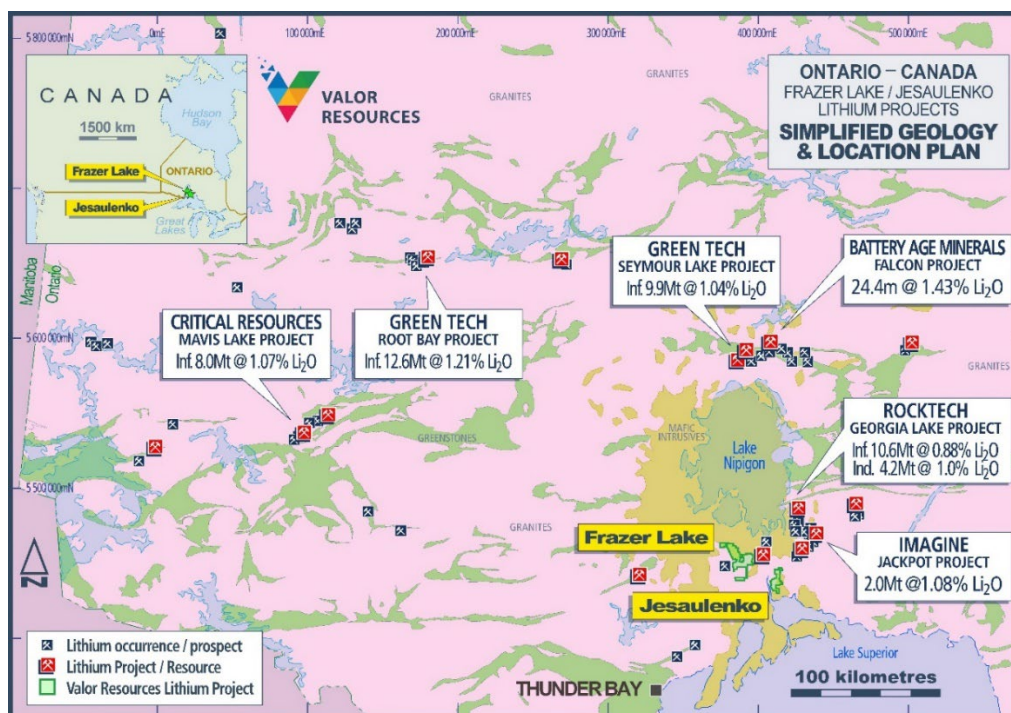 5 800 000mN
0mE
100 000mE
200 000mE
300 000mE
400 000mE
500 000mE
CANADA
1500 km
Hudson
Bay
Frazer Lake
ONTARIO
Jesaulenko
Great
Lakes
VALOR
RESOURCES
GRANITES
GRANITES
ONTARIO – CANADA
FRAZER LAKE / JESAULENKO
LITHIUM PROJECTS
SIMPLIFIED GEOLOGY
& LOCATION PLAN
Manitoba
Ontario
GREEN TECH
SEYMOUR LAKE PROJECT
Inf. 9.9Mt @ 1.04% Li₂O
BATTERY AGE MINERALS
FALCON PROJECT
24.4m @ 1.43% Li₂O
CRITICAL RESOURCES
MAVIS LAKE PROJECT
Inf. 8.0Mt @ 1.07% Li₂O
GREEN TECH
ROOT BAY PROJECT
Inf. 12.6Mt @ 1.21% Li₂O
5 600 000mN
GRANITES
ROCKTECH
GEORGIA LAKE PROJECT
Inf. 10.6Mt @ 0.88% Li₂O
Ind. 4.2Mt @ 1.0% Li₂O
GREENSTONES
MAFIC
INTRUSIVES
Lake
Nipigon
5 500 000mN
GRANITES
Frazer Lake
IMAGINE
JACKPOT PROJECT
2.0Mt @1.08% Li₂O
N
Jesaulenko
Lithium occurrence / prospect
Lithium Project / Resource
Valor Resources Lithium Project
Lake Superior
THUNDER BAY
100 kilometres